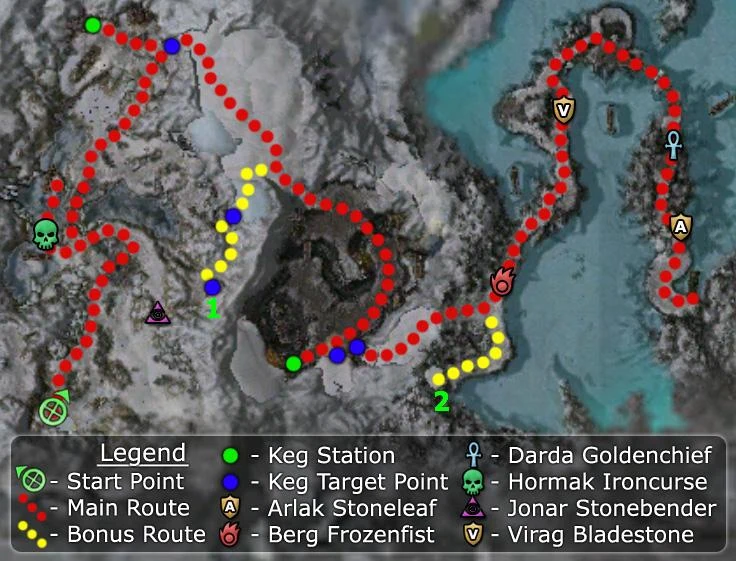 V
A
1
2
Legend
- Start Point
- Main Route
- Bonus Route
- Keg Station
- Keg Target Point
A - Arlak Stoneleaf
- Berg Frozenfist
- Darda Goldenchief
- Hormak Ironcurse
- Jonar Stonebender
V - Virag Bladestone